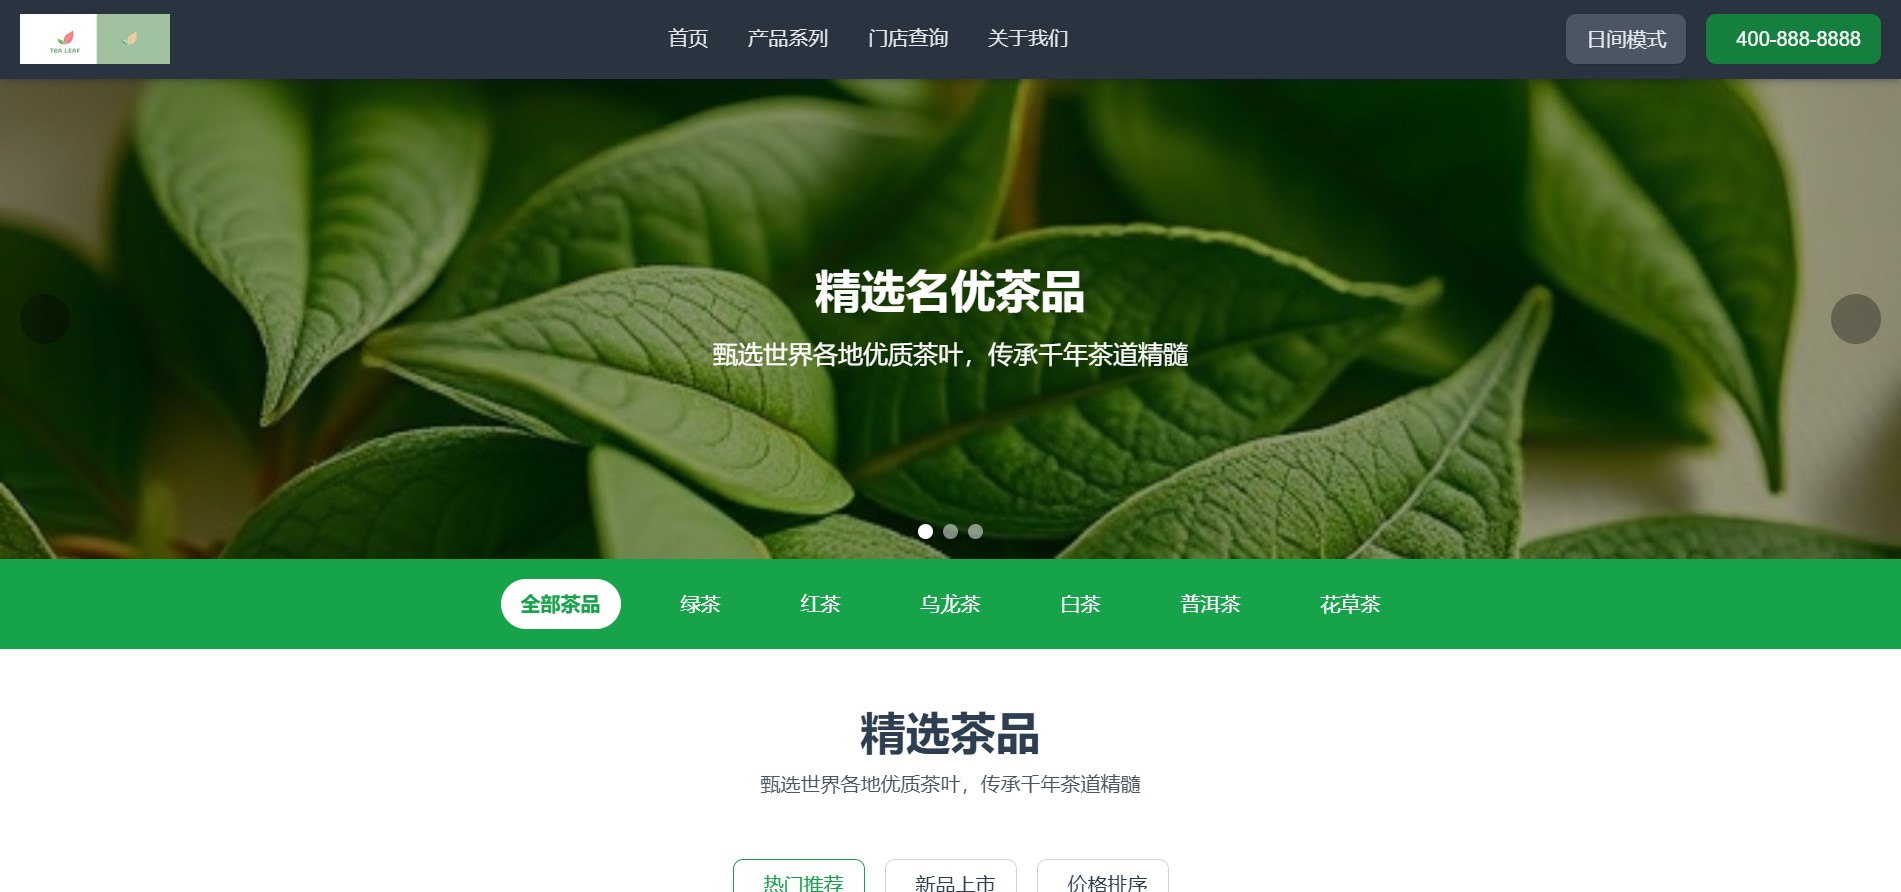 TEA LEAF
首页 产品系列 门店查询 关于我们 日间模式 400-888-8888
精选名优茶品
甄选世界各地优质茶叶，传承千年茶道精髓
全部茶品 绿茶 红茶 乌龙茶 白茶 普洱茶 花草茶
精选茶品
甄选世界各地优质茶叶，传承千年茶道精髓
热门推荐 新品上市 价格排序